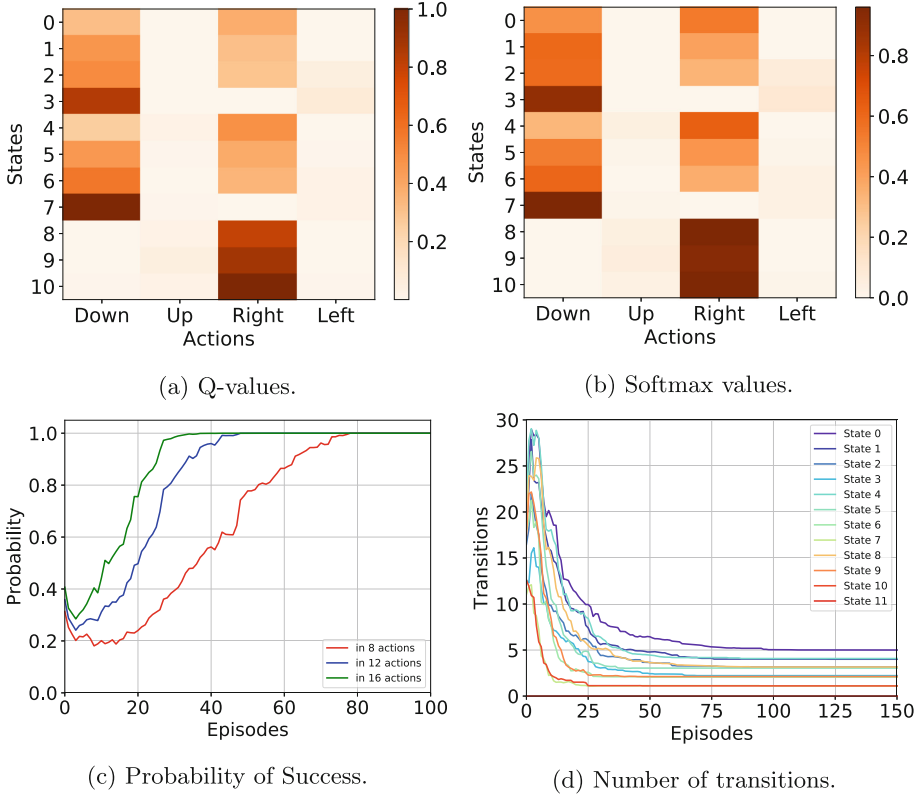 0
1
2
3
4
5
6
7
8
9
10
States
Down Up Right Left
Actions
1.0
0.8
0.6
0.4
0.2
(a) Q-values.
0
1
2
3
4
5
6
7
8
9
10
States
Down Up Right Left
Actions
0.8
0.6
0.4
0.2
0.0
(b) Softmax values.
1.0
0.8
0.6
0.4
0.2
0.0
Probability
0 20 40 60 80 100
Episodes
in 8 actions
in 12 actions
in 16 actions
(c) Probability of Success.
30
25
20
15
10
5
0
Transitions
0 25 50 75 100 125 150
Episodes
State 0
State 1
State 2
State 3
State 4
State 5
State 6
State 7
State 8
State 9
State 10
State 11
(d) Number of transitions.